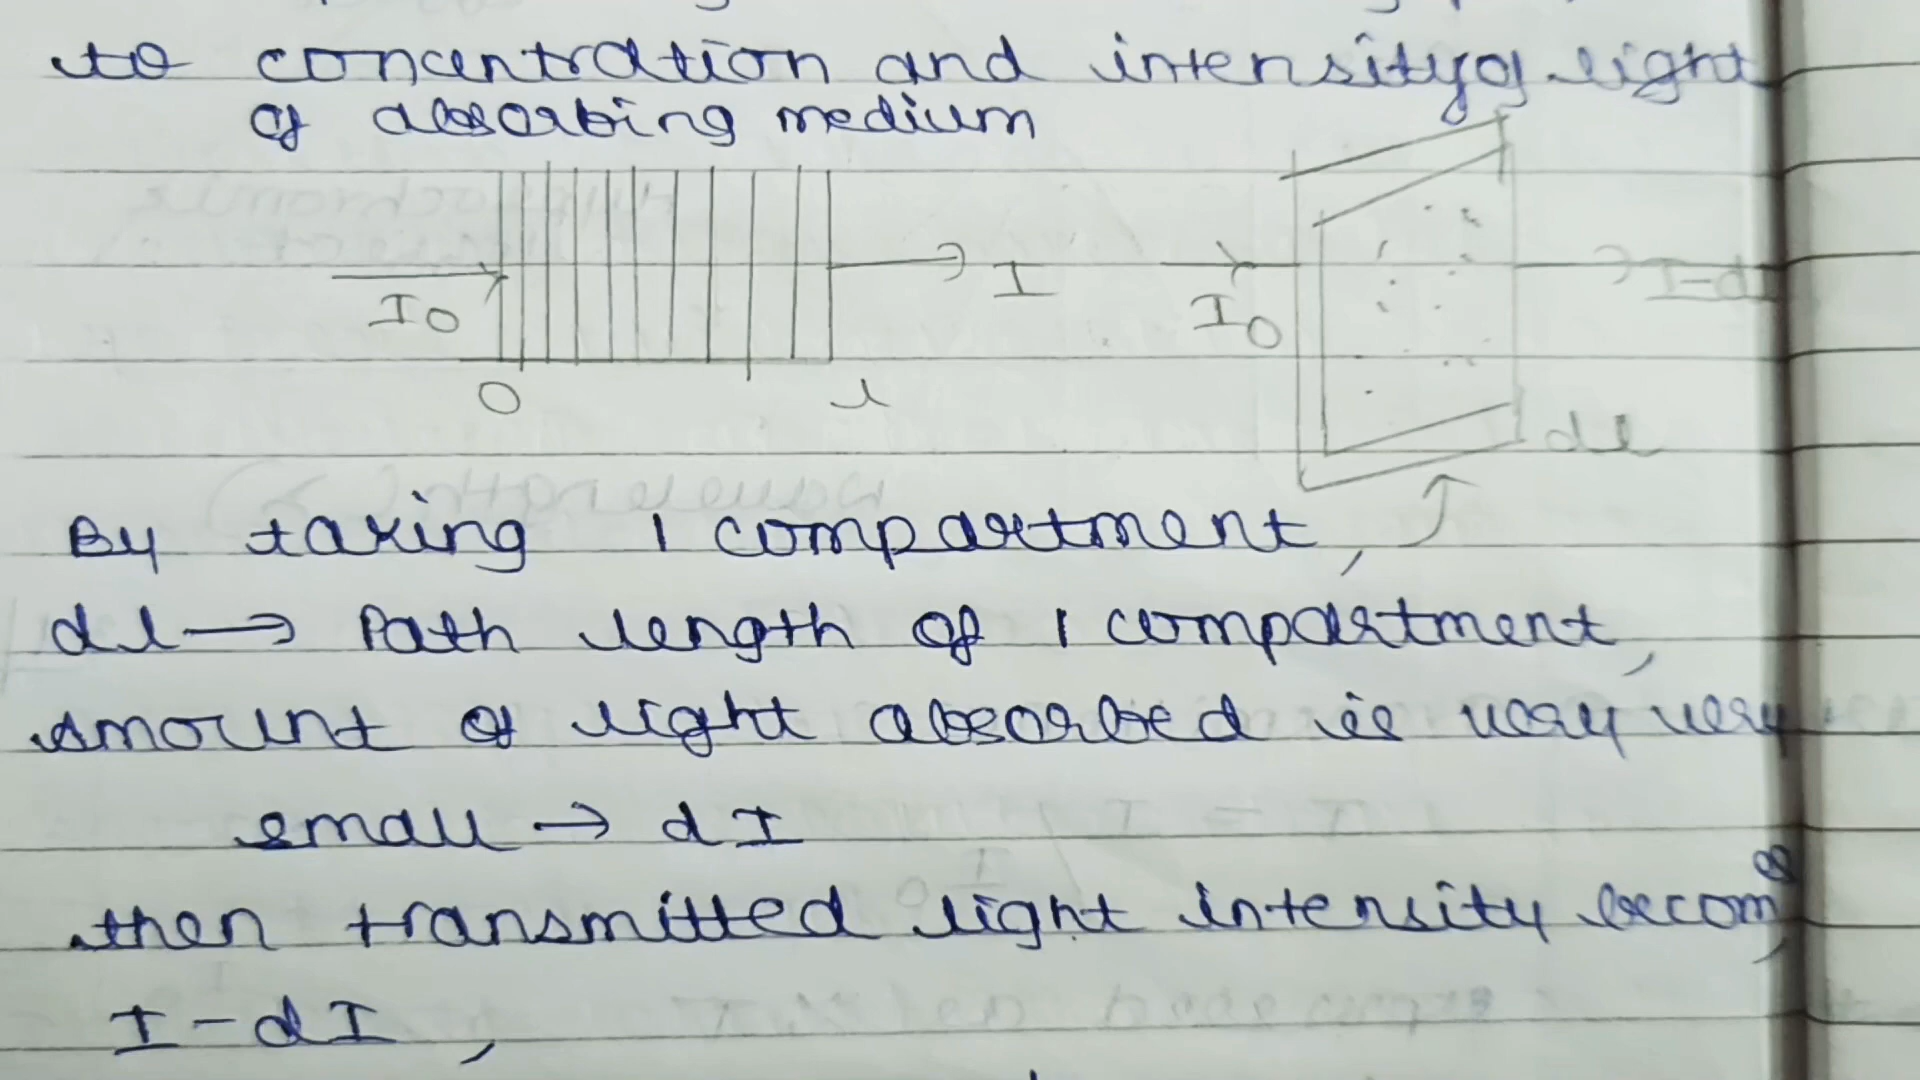 to concentration and intensity of light
of absorbing medium
I0
I
I0
I-d
0
l
dl
By taking 1 compartment,
dl → Path length of 1 compartment,
Amount of light absorbed is very very
small → dI
then transmitted light intensity becomes
I-dI,